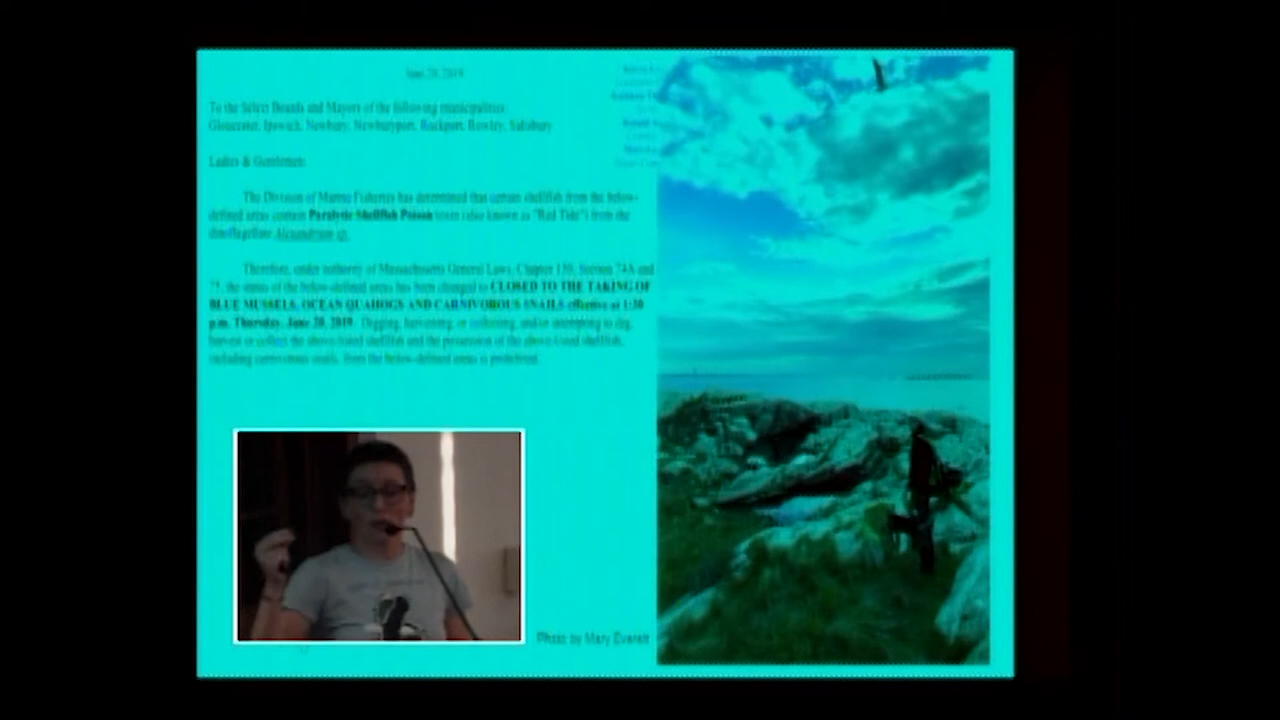 June 20, 2019
To the Select Boards and Mayors of the following municipalities:
Gloucester, Ipswich, Newbury, Newburyport, Rockport, Rowley, Salisbury
Ladies & Gentlemen:
The Division of Marine Fisheries has determined that certain shellfish from the below-
defined areas contain Paralytic Shellfish Poison toxin (also known as "Red Tide") from the
dinoflagellate Alexandrium sp.
Therefore, under authority of Massachusetts General Laws, Chapter 130, Section 74A and
75, the status of the below-defined areas has been changed to CLOSED TO THE TAKING OF
BLUE MUSSELS, OCEAN QUAHOGS AND CARNIVOROUS SNAILS effective at 1:30
p.m. Thursday, June 20, 2019. Digging, harvesting, or collecting, and/or attempting to dig,
harvest or collect the above-listed shellfish and the possession of the above-listed shellfish,
including carnivorous snails, from the below-defined areas is prohibited.
Photo by Mary Everett